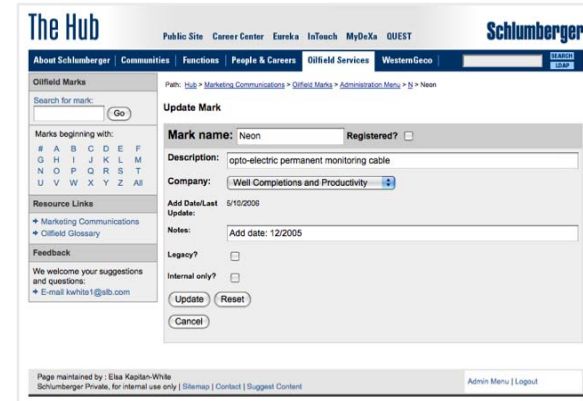 The Hub
Public Site Career Center Eureka InTouch MyDeXa QUEST
Schlumberger
About Schlumberger | Communities | Functions | People & Careers | Oilfield Services | WesternGeco
SEARCH
LDAP
Oilfield Marks
Search for mark:
Go
Marks beginning with:
# A B C D E F
G H I J K L M
N O P Q R S T
U V W X Y Z All
Resource Links
Marketing Communications
Oilfield Glossary
Feedback
We welcome your suggestions
and questions:
E-mail kwhite1@slb.com
Path: Hub > Marketing Communications > Oilfield Marks > Administration Menu > N > Neon
Update Mark
Mark name: Neon Registered?
Description: opto-electric permanent monitoring cable
Company: Well Completions and Productivity
Add Date/Last Update: 5/10/2006
Notes: Add date: 12/2005
Legacy?
Internal only?
Update Reset
Cancel
Page maintained by : Elsa Kapitan-White
Schlumberger Private, for internal use only | Sitemap | Contact | Suggest Content
Admin Menu | Logout